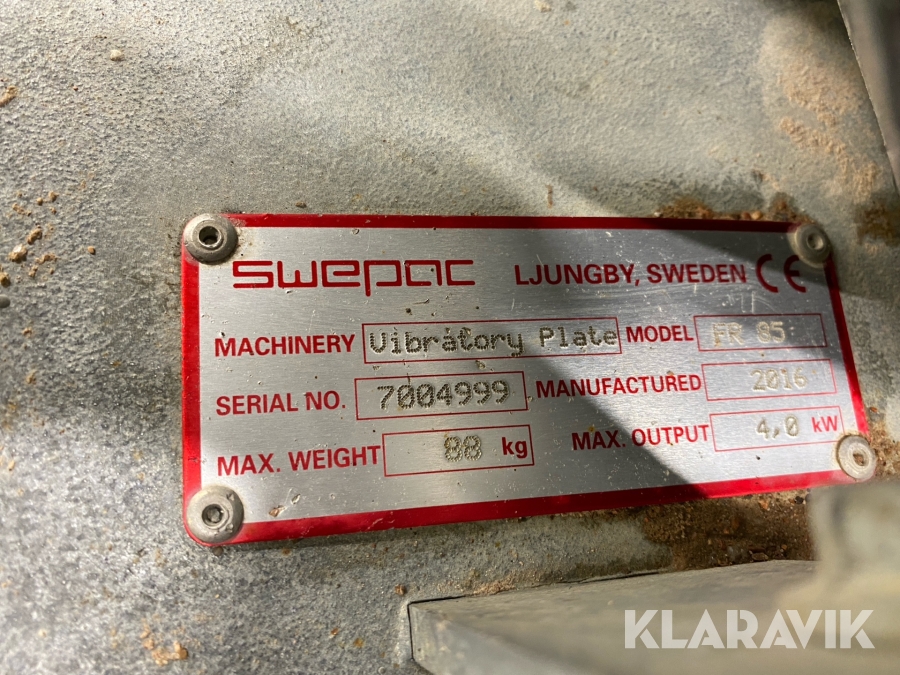 swepac LJUNGBY, SWEDEN CE
MACHINERY Vibratory Plate MODEL FR 85
SERIAL NO. 7004999 MANUFACTURED 2016
MAX. WEIGHT 88 kg MAX. OUTPUT 4,0 kW
KLARAVIK